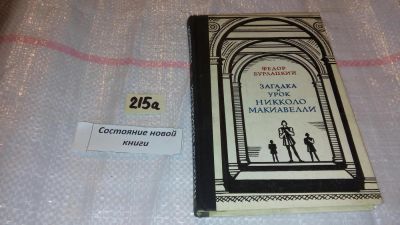 215а
Состояние новой
книги
ФЕДОР
БУРЛАЦКИЙ
ЗАГАДКА
И УРОК
НИККОЛО
МАКИАВЕЛЛИ